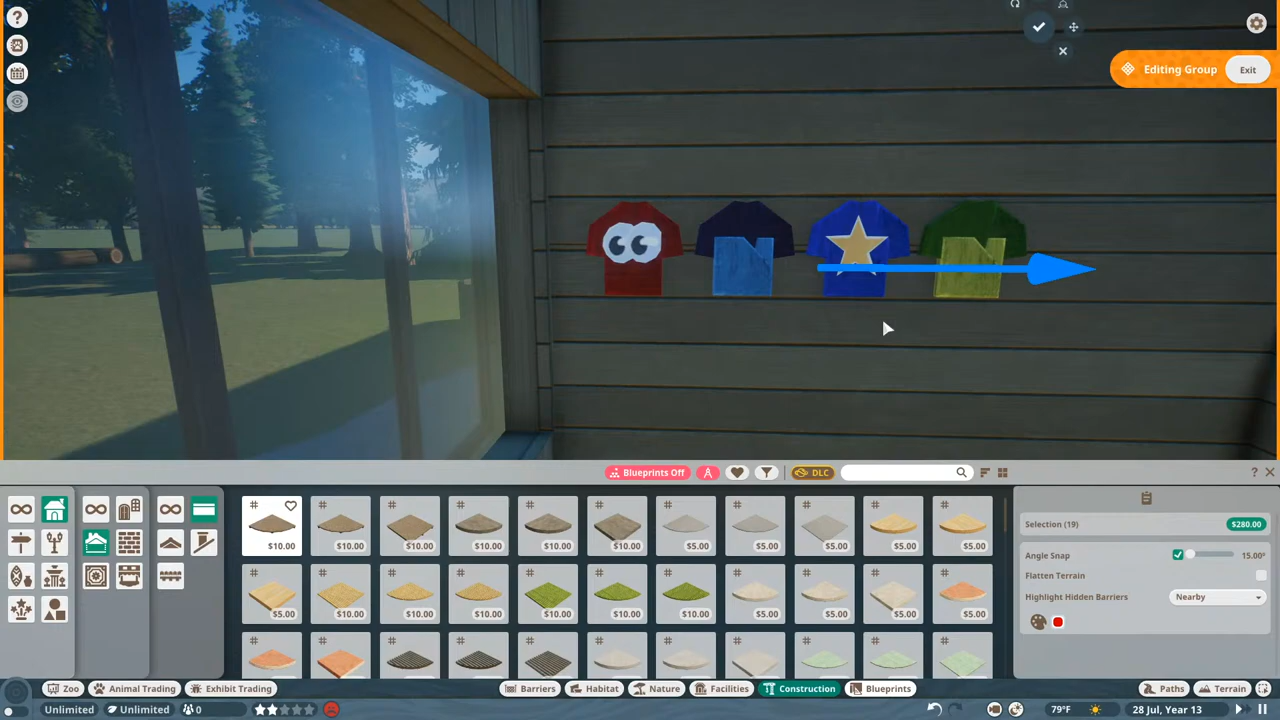 ?
Editing Group
Exit
Blueprints Off
DLC
?
$10.00 $10.00 $10.00 $10.00 $10.00 $10.00 $5.00 $5.00 $5.00 $5.00 $5.00
$5.00 $10.00 $10.00 $10.00 $10.00 $10.00 $10.00 $5.00 $5.00 $5.00 $5.00
Selection (19)
$280.00
Angle Snap
15.00°
Flatten Terrain
Highlight Hidden Barriers
Nearby
Zoo
Animal Trading
Exhibit Trading
Barriers
Habitat
Nature
Facilities
Construction
Blueprints
Paths
Terrain
Unlimited
Unlimited
0
79°F
28 Jul, Year 13